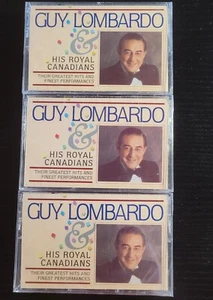 GUY LOMBARDO
&
HIS ROYAL
CANADIANS
THEIR GREATEST HITS AND
FINEST PERFORMANCES
GUY LOMBARDO
&
HIS ROYAL
CANADIANS
THEIR GREATEST HITS AND
FINEST PERFORMANCES
GUY LOMBARDO
&
HIS ROYAL
CANADIANS
THEIR GREATEST HITS AND
FINEST PERFORMANCES